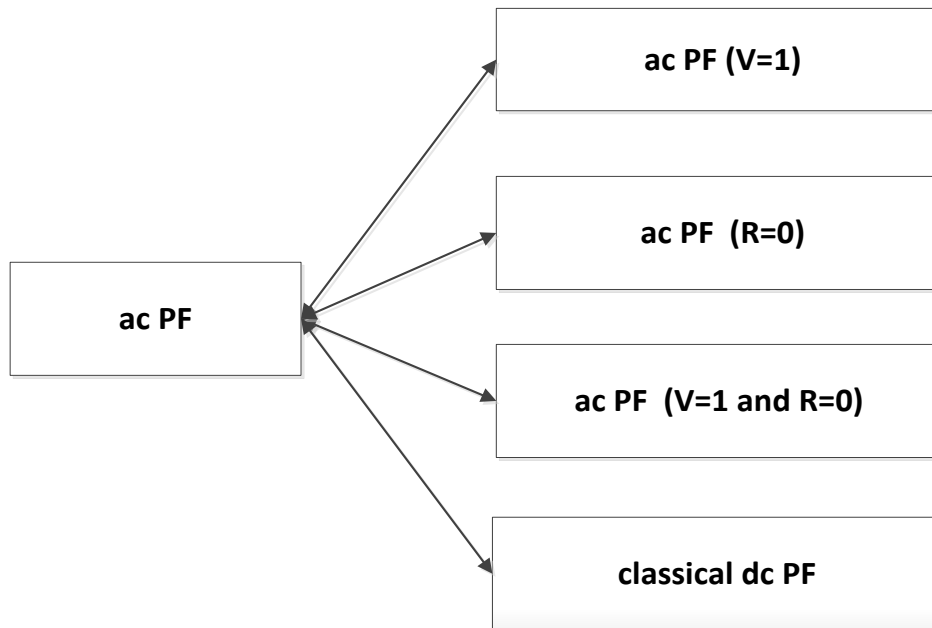 ac PF (V=1)
ac PF (R=0)
ac PF
ac PF (V=1 and R=0)
classical dc PF